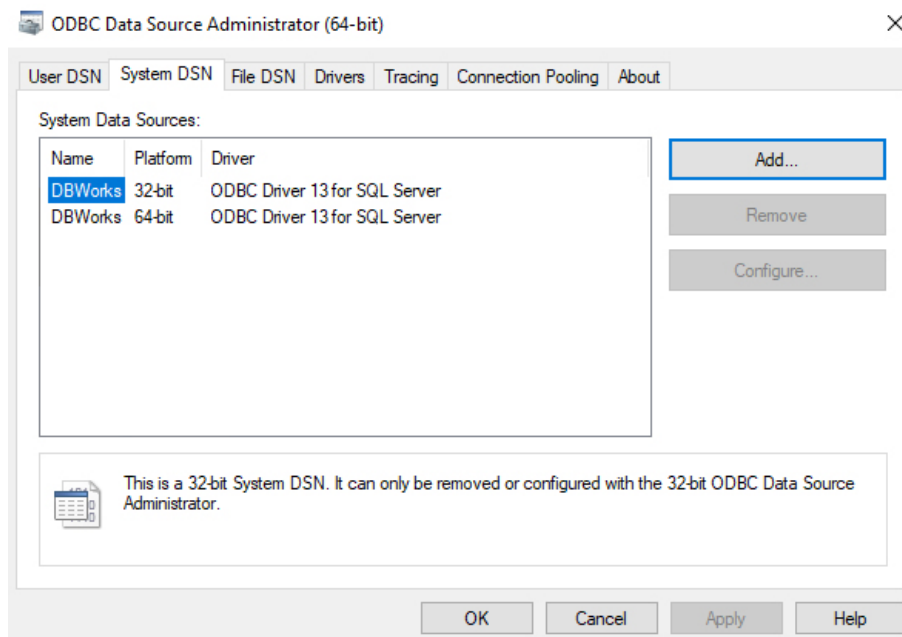 ODBC Data Source Administrator (64-bit)
User DSN System DSN File DSN Drivers Tracing Connection Pooling About
System Data Sources:
Name Platform Driver
DBWorks 32-bit ODBC Driver 13 for SQL Server
DBWorks 64-bit ODBC Driver 13 for SQL Server
Add...
Remove
Configure...
This is a 32-bit System DSN. It can only be removed or configured with the 32-bit ODBC Data Source
Administrator.
OK Cancel Apply Help